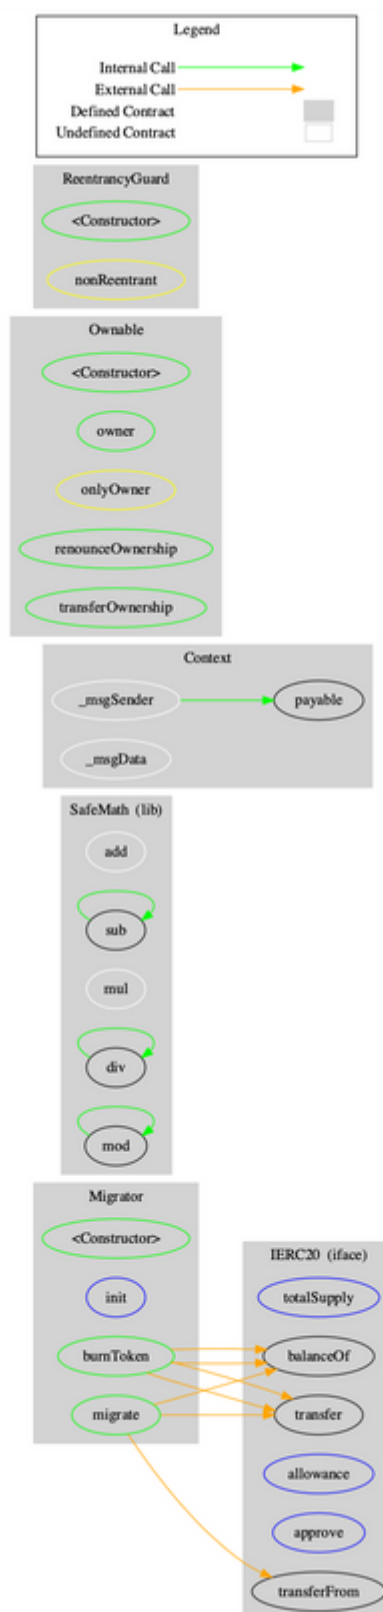 Legend
Internal Call
External Call
Defined Contract
Undefined Contract
ReentrancyGuard
<Constructor>
nonReentrant
Ownable
<Constructor>
owner
onlyOwner
renounceOwnership
transferOwnership
Context
_msgSender
payable
_msgData
SafeMath (lib)
add
sub
mul
div
mod
Migrator
<Constructor>
init
burnToken
migrate
IERC20 (iface)
totalSupply
balanceOf
transfer
allowance
approve
transferFrom